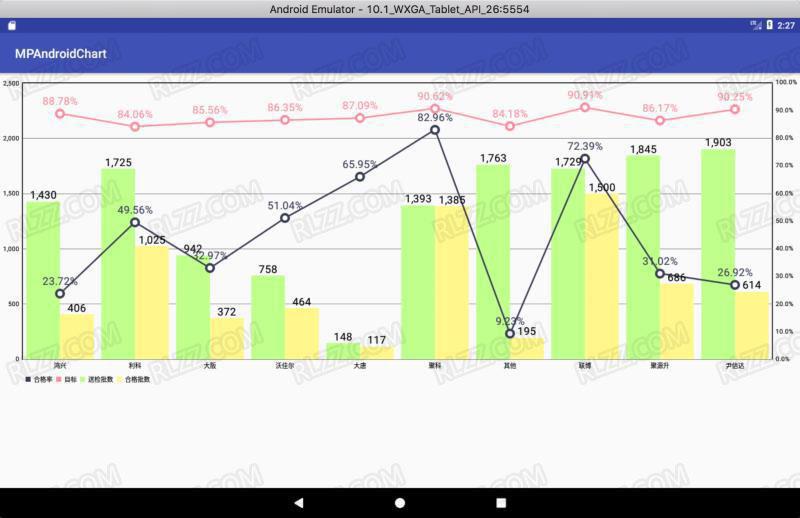 Android Emulator - 10.1_WXGA_Tablet_API_26:5554
2:27
MPAndroidChart
2,500 100.0%
88.78% 84.06% 85.56% 86.35% 87.09% 90.62% 84.18% 90.91% 86.17% 90.25%
90.0%
82.96%
2,000 80.0%
1,725 1,763 1,729 72.39% 1,845 1,903
70.0%
1,430 65.95%
1,500 1,393 1,385 1,500 60.0%
49.56% 51.04%
50.0%
1,025
1,000 942 32.97% 40.0%
758 31.02%
23.72% 686 26.92% 30.0%
614
500 406 372 464 20.0%
9.23% 195
148 117 10.0%
0 0.0%
鸿兴 利科 大阪 沃佳尔 大唐 聚科 其他 联博 聚源升 尹信达
合格率 目标 送检批数 合格批数
RLZZ.COM